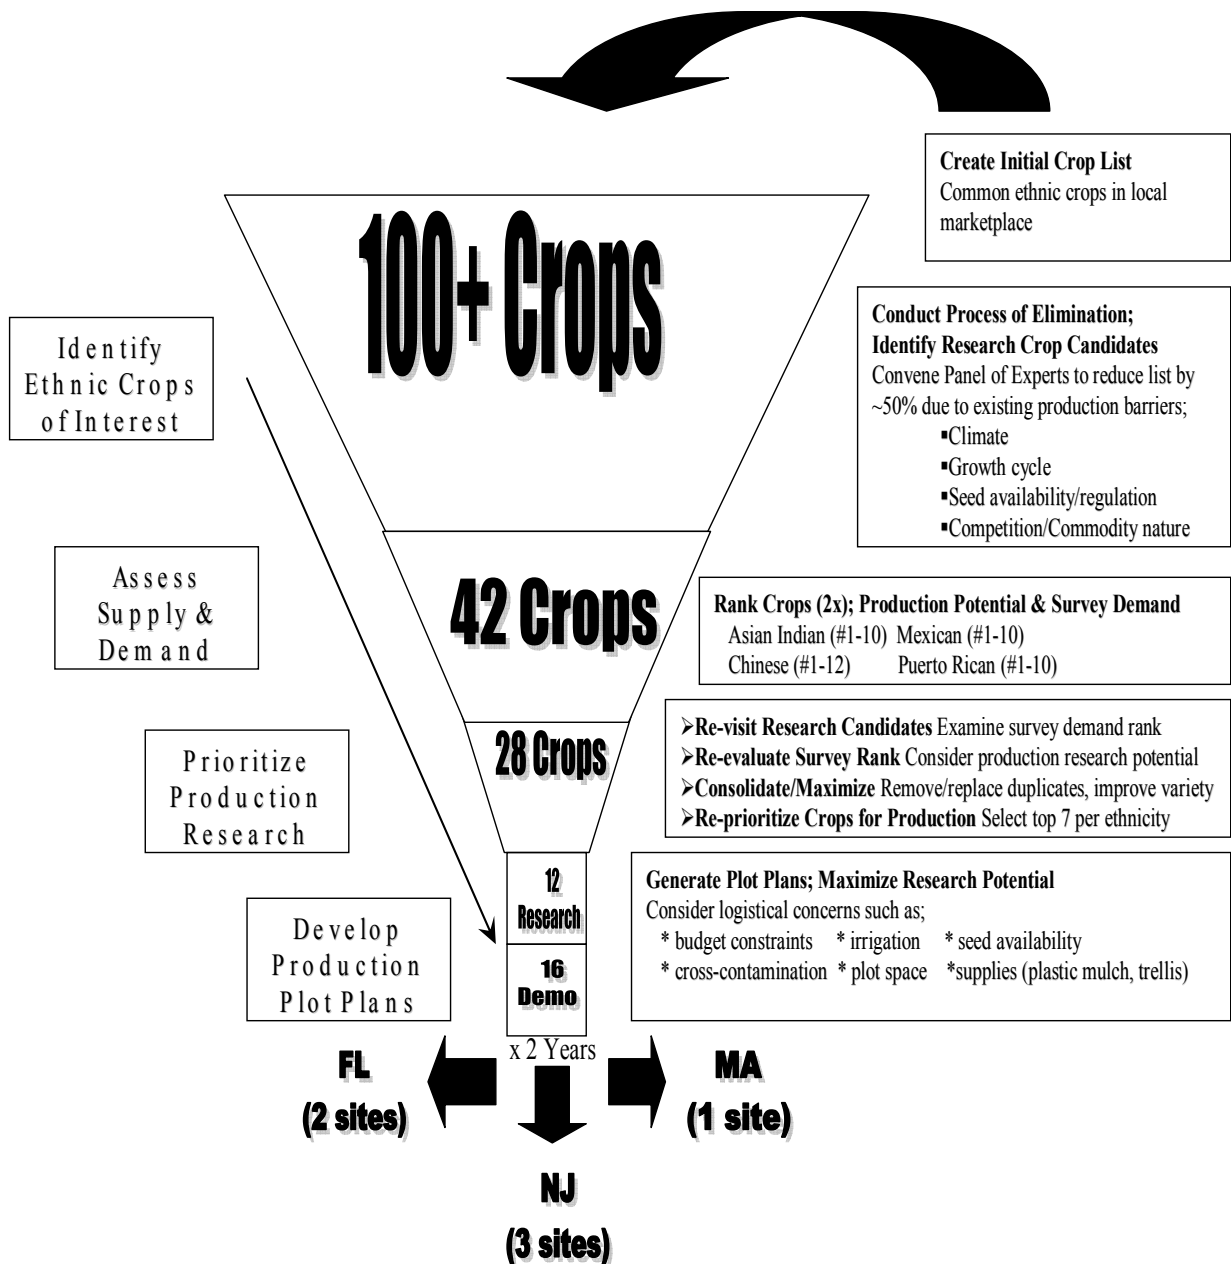 Create Initial Crop List
Common ethnic crops in local
marketplace
100+ Crops
Conduct Process of Elimination;
Identify Research Crop Candidates
Convene Panel of Experts to reduce list by
~50% due to existing production barriers;
▪Climate
▪Growth cycle
▪Seed availability/regulation
▪Competition/Commodity nature
Identify
Ethnic Crops
of Interest
42 Crops
Assess
Supply &
Demand
Rank Crops (2x); Production Potential & Survey Demand
Asian Indian (#1-10) Mexican (#1-10)
Chinese (#1-12) Puerto Rican (#1-10)
28 Crops
Prioritize
Production
Research
➢Re-visit Research Candidates Examine survey demand rank
➢Re-evaluate Survey Rank Consider production research potential
➢Consolidate/Maximize Remove/replace duplicates, improve variety
➢Re-prioritize Crops for Production Select top 7 per ethnicity
12
Research
16
Demo
Develop
Production
Plot Plans
Generate Plot Plans; Maximize Research Potential
Consider logistical concerns such as;
* budget constraints * irrigation * seed availability
* cross-contamination * plot space *supplies (plastic mulch, trellis)
x 2 Years
FL
(2 sites)
MA
(1 site)
NJ
(3 sites)